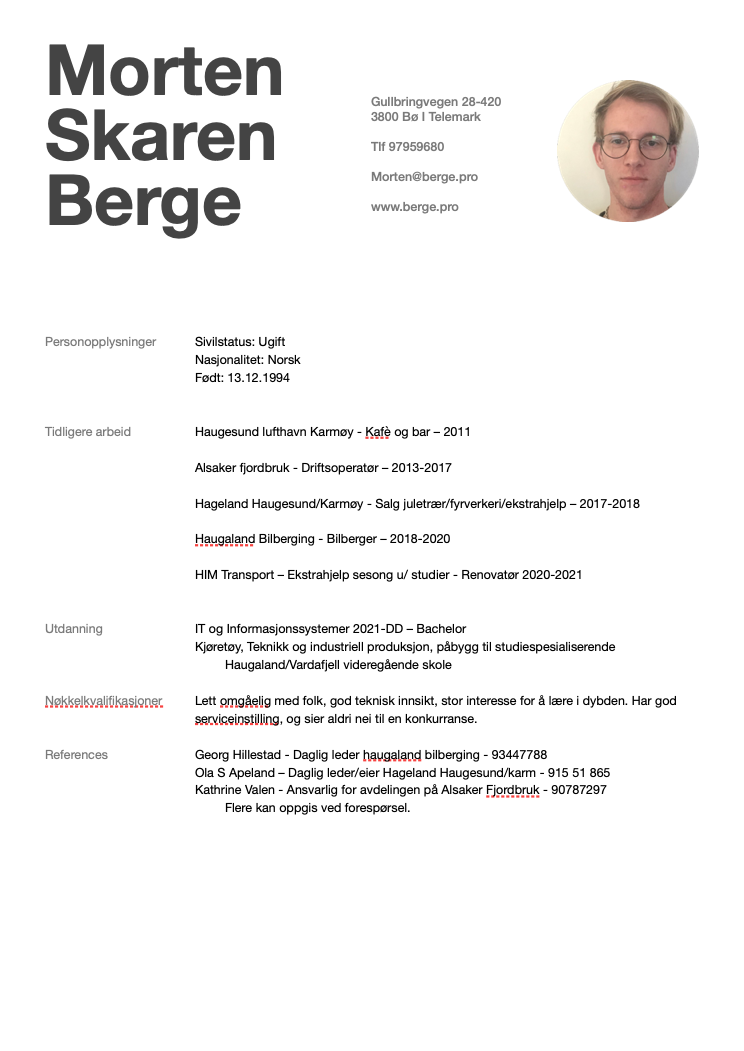 Morten
Skaren
Berge
Gullbringvegen 28-420
3800 Bø I Telemark
Tlf 97959680
Morten@berge.pro
www.berge.pro
Personopplysninger
Sivilstatus: Ugift
Nasjonalitet: Norsk
Født: 13.12.1994
Tidligere arbeid
Haugesund lufthavn Karmøy - Kafè og bar – 2011
Alsaker fjordbruk - Driftsoperatør – 2013-2017
Hageland Haugesund/Karmøy - Salg juletrær/fyrverkeri/ekstrahjelp – 2017-2018
Haugaland Bilberging - Bilberger – 2018-2020
HIM Transport – Ekstrahjelp sesong u/ studier - Renovatør 2020-2021
Utdanning
IT og Informasjonssystemer 2021-DD – Bachelor
Kjøretøy, Teknikk og industriell produksjon, påbygg til studiespesialiserende
Haugaland/Vardafjell videregående skole
Nøkkelkvalifikasjoner
Lett omgåelig med folk, god teknisk innsikt, stor interesse for å lære i dybden. Har god
serviceinstilling, og sier aldri nei til en konkurranse.
References
Georg Hillestad - Daglig leder haugaland bilberging - 93447788
Ola S Apeland – Daglig leder/eier Hageland Haugesund/karm - 915 51 865
Kathrine Valen - Ansvarlig for avdelingen på Alsaker Fjordbruk - 90787297
Flere kan oppgis ved forespørsel.